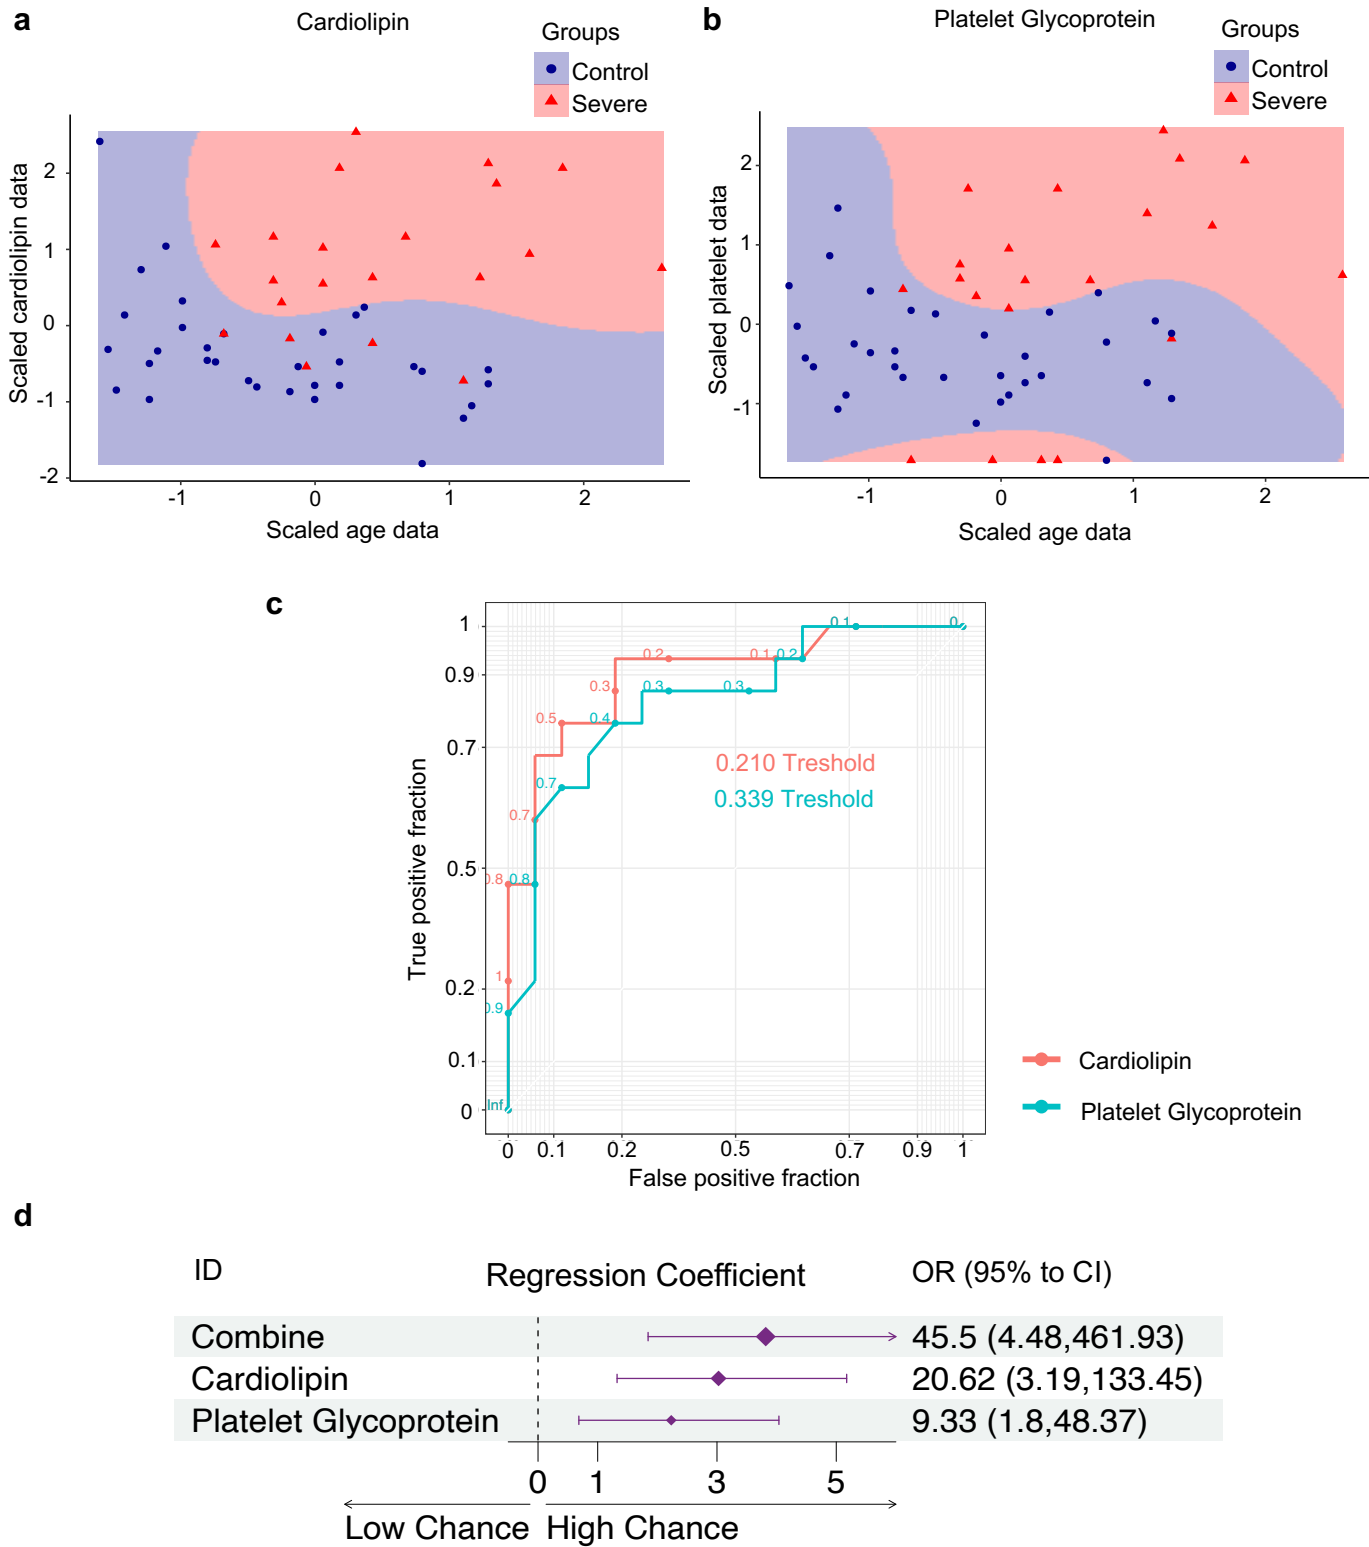 a
Cardiolipin
Groups
Control
Severe
Scaled cardiolipin data
2
1
0
-1
-2
-1
0
1
2
Scaled age data
b
Platelet Glycoprotein
Groups
Control
Severe
Scaled platelet data
2
1
0
-1
-1
0
1
2
Scaled age data
c
True positive fraction
1
0.9
0.7
0.5
0.2
0.1
0
0 0.1 0.2 0.5 0.7 0.9 1
False positive fraction
0.1
0
0.2
0.1
0.2
0.3
0.3
0.3
0.5
0.4
0.7
0.7
0.8
0.8
1
0.9
Inf
0.210 Treshold
0.339 Treshold
Cardiolipin
Platelet Glycoprotein
d
ID Regression Coefficient OR (95% to CI)
Combine 45.5 (4.48,461.93)
Cardiolipin 20.62 (3.19,133.45)
Platelet Glycoprotein 9.33 (1.8,48.37)
0 1 3 5
Low Chance High Chance